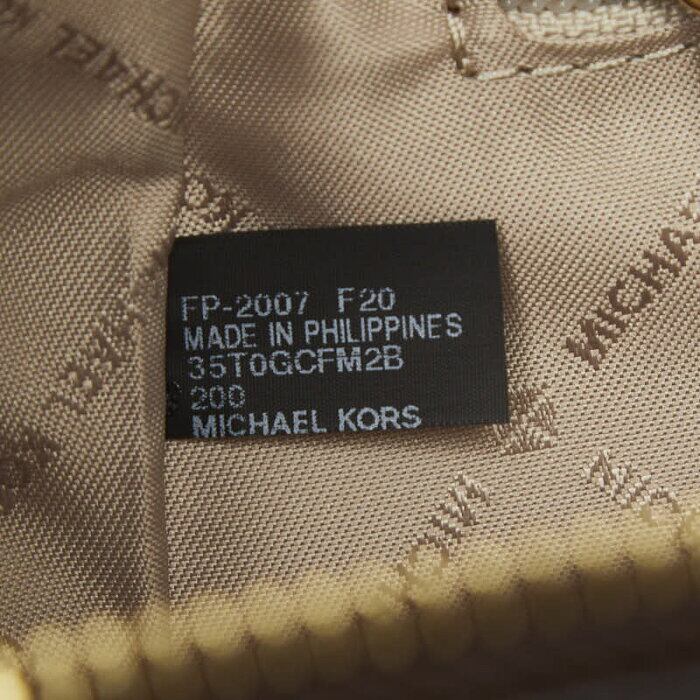 FP-2007 F20
MADE IN PHILIPPINES
35T0GCFM2B
200
MICHAEL KORS